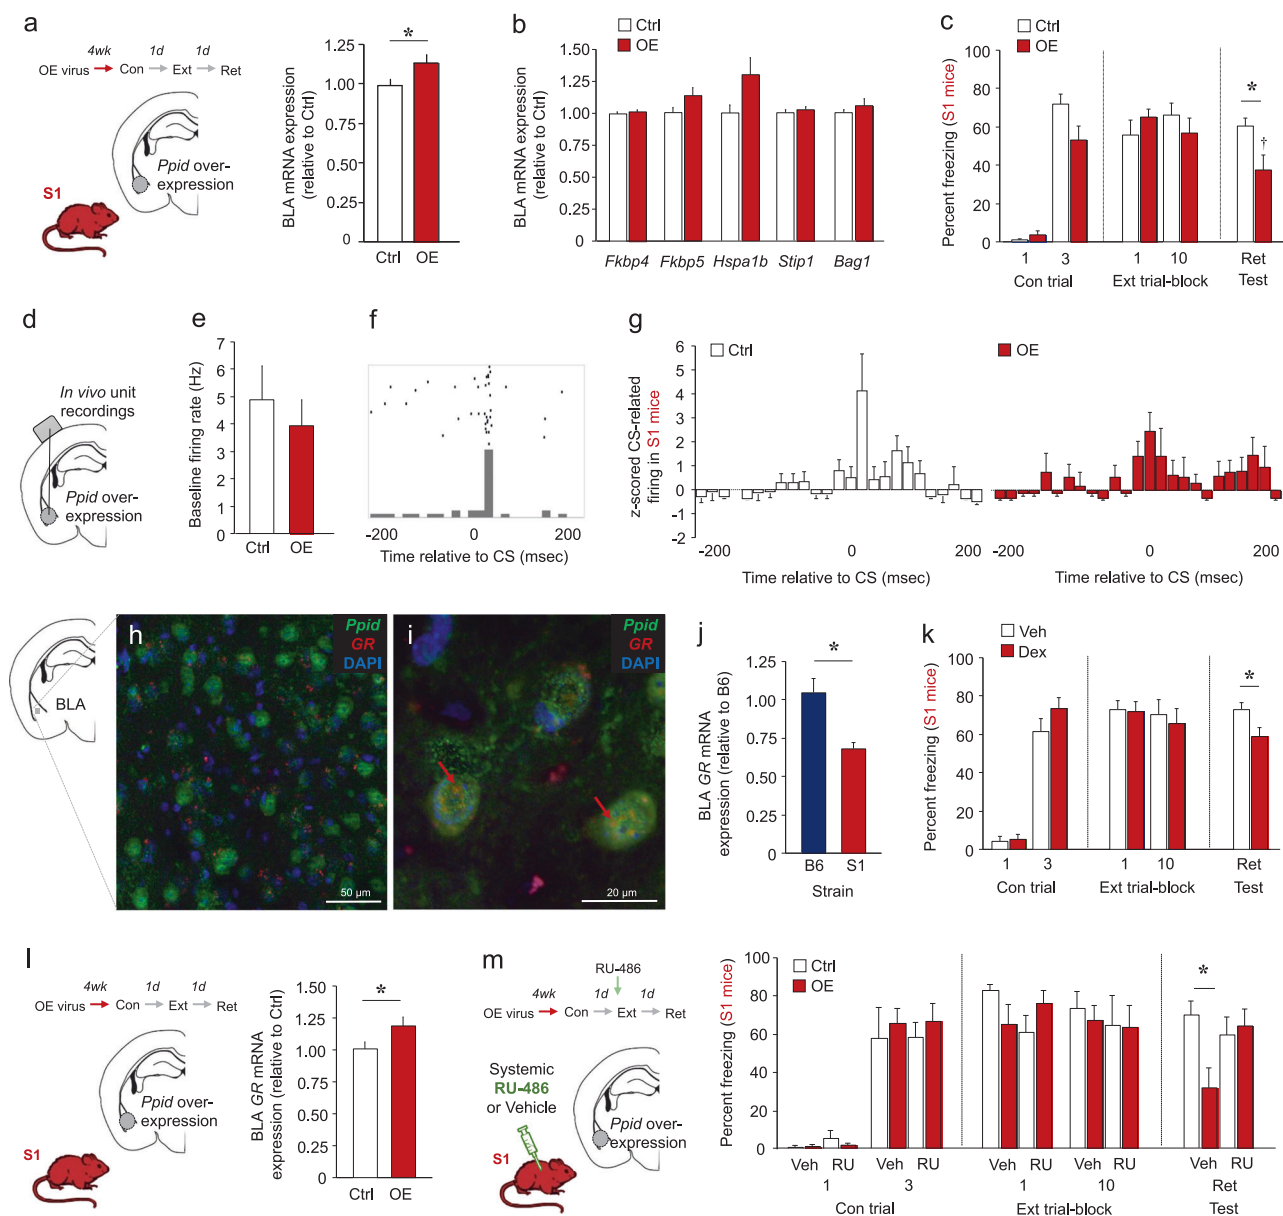 a
4wk 1d 1d
OE virus Con Ext Ret
Ppid over-
expression
S1
BLA mRNA expression
(relative to Ctrl)
1.25
1.00
0.75
0.50
0.25
0
*
Ctrl OE
b
Ctrl
OE
BLA mRNA expression
(relative to Ctrl)
1.50
1.25
1.00
0.75
0.50
0.25
0
Fkbp4 Fkbp5 Hspa1b Stip1 Bag1
c
Ctrl
OE
Percent freezing (S1 mice)
100
80
60
40
20
0
*
†
1 3 1 10 Ret
Con trial Ext trial-block Test
d
In vivo unit
recordings
Ppid over-
expression
e
Baseline firing rate (Hz)
7
6
5
4
3
2
1
0
Ctrl OE
f
-200 0 200
Time relative to CS (msec)
g
Ctrl
OE
z-scored CS-related
firing in S1 mice
6
5
4
3
2
1
0
-1
-2
-200 0 200
Time relative to CS (msec)
-200 0 200
Time relative to CS (msec)
BLA
h
Ppid
GR
DAPI
50 µm
i
Ppid
GR
DAPI
20 µm
j
BLA GR mRNA
expression (relative to B6)
1.25
1.00
0.75
0.50
0.25
0
*
B6 S1
Strain
k
Veh
Dex
Percent freezing (S1 mice)
100
80
60
40
20
0
*
1 3 1 10 Ret
Con trial Ext trial-block Test
l
4wk 1d 1d
OE virus Con Ext Ret
Ppid over-
expression
S1
BLA GR mRNA
expression (relative to Ctrl)
1.50
1.25
1.00
0.75
0.50
0.25
0
*
Ctrl OE
m
RU-486
4wk 1d 1d
OE virus Con Ext Ret
Systemic
RU-486
or Vehicle
Ppid over-
expression
S1
Ctrl
OE
Percent freezing (S1 mice)
100
80
60
40
20
0
*
Veh RU Veh RU Veh RU Veh RU Veh RU
1 3 1 10 Ret
Con trial Ext trial-block Test